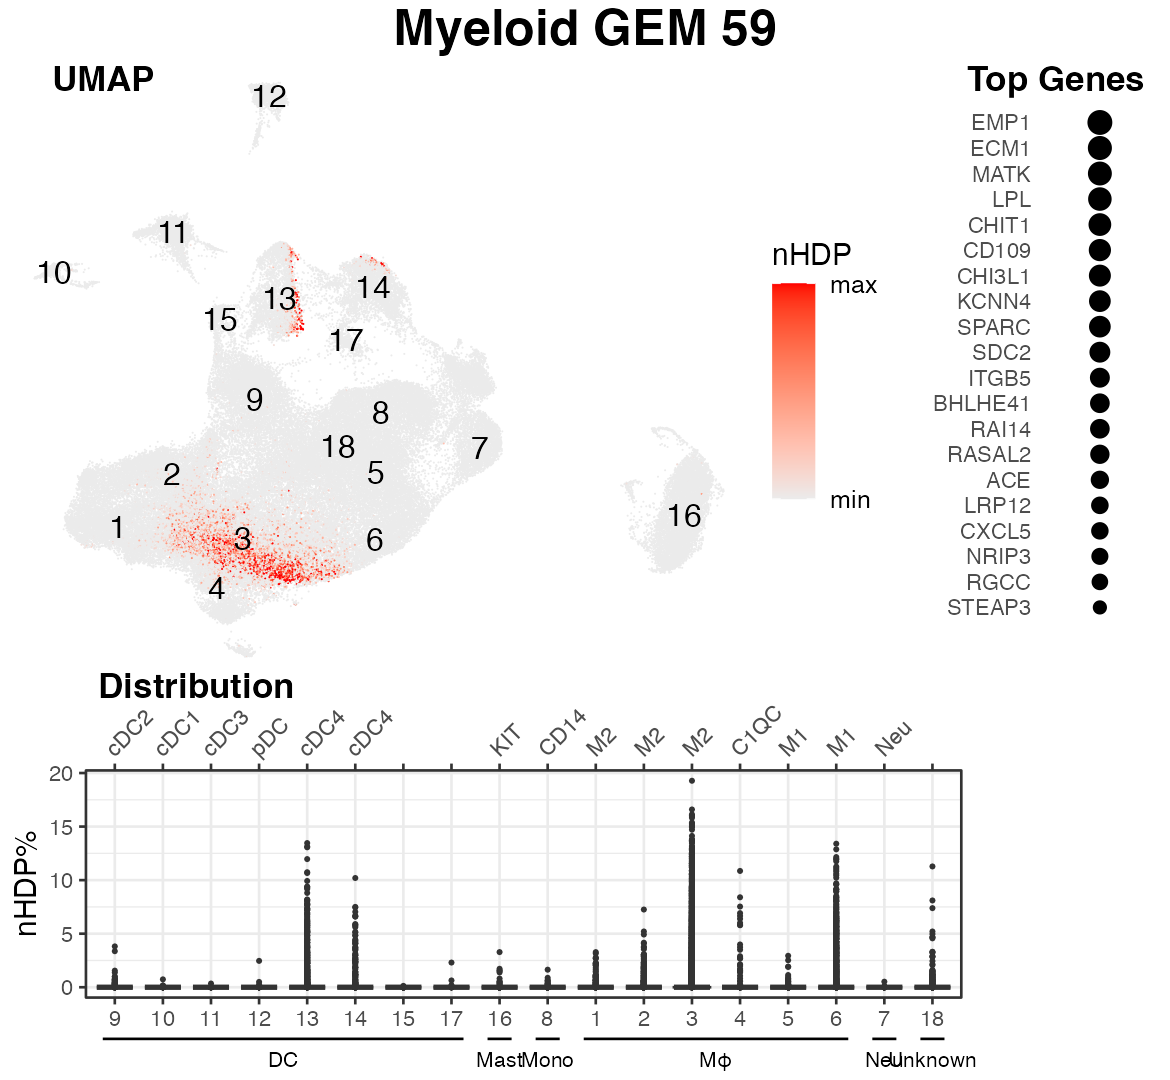 Myeloid GEM 59
UMAP
Top Genes
12
11
10
13
14
15
17
9
8
18
7
2
5
1
3
6
4
16
nHDP
max
min
EMP1
ECM1
MATK
LPL
CHIT1
CD109
CHI3L1
KCNN4
SPARC
SDC2
ITGB5
BHLHE41
RAI14
RASAL2
ACE
LRP12
CXCL5
NRIP3
RGCC
STEAP3
Distribution
cDC2 cDC1 cDC3 pDC cDC4 cDC4 KIT CD14 M2 M2 M2 C1QC M1 M1 Neu
nHDP%
20
15
10
5
0
9 10 11 12 13 14 15 17 16 8 1 2 3 4 5 6 7 18
DC Mast Mono Mφ Neu Unknown